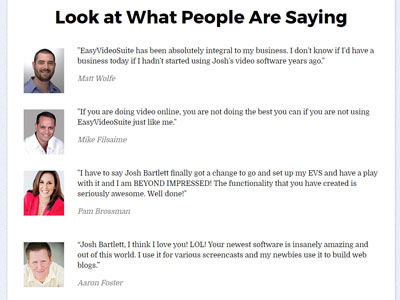 Look at What People Are Saying
"EasyVideoSuite has been absolutely integral to my business. I don't know if I'd have a
business today if I hadn't started using Josh's video software years ago."
Matt Wolfe
"If you are doing video online, you are not doing the best you can if you are not using
EasyVideoSuite just like me."
Mike Filsaime
"I have to say Josh Bartlett finally got a change to go and set up my EVS and have a play
with it and I am BEYOND IMPRESSED! The functionality that you have created is
seriously awesome. Well done!"
Pam Brossman
"Josh Bartlett, I think I love you! LOL! Your newest software is insanely amazing and
out of this world. I use it for various screencasts and my newbies use it to build web
blogs."
Aaron Foster